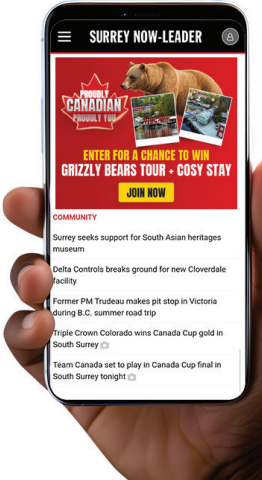 SURREY NOW-LEADER
PROUDLY
CANADIAN
PROUDLY YOU
ENTER FOR A CHANCE TO WIN
GRIZZLY BEARS TOUR + COSY STAY
JOIN NOW
COMMUNITY
Surrey seeks support for South Asian heritages
museum
Delta Controls breaks ground for new Cloverdale
facility
Former PM Trudeau makes pit stop in Victoria
during B.C. summer road trip
Triple Crown Colorado wins Canada Cup gold in
South Surrey
Team Canada set to play in Canada Cup final in
South Surrey tonight